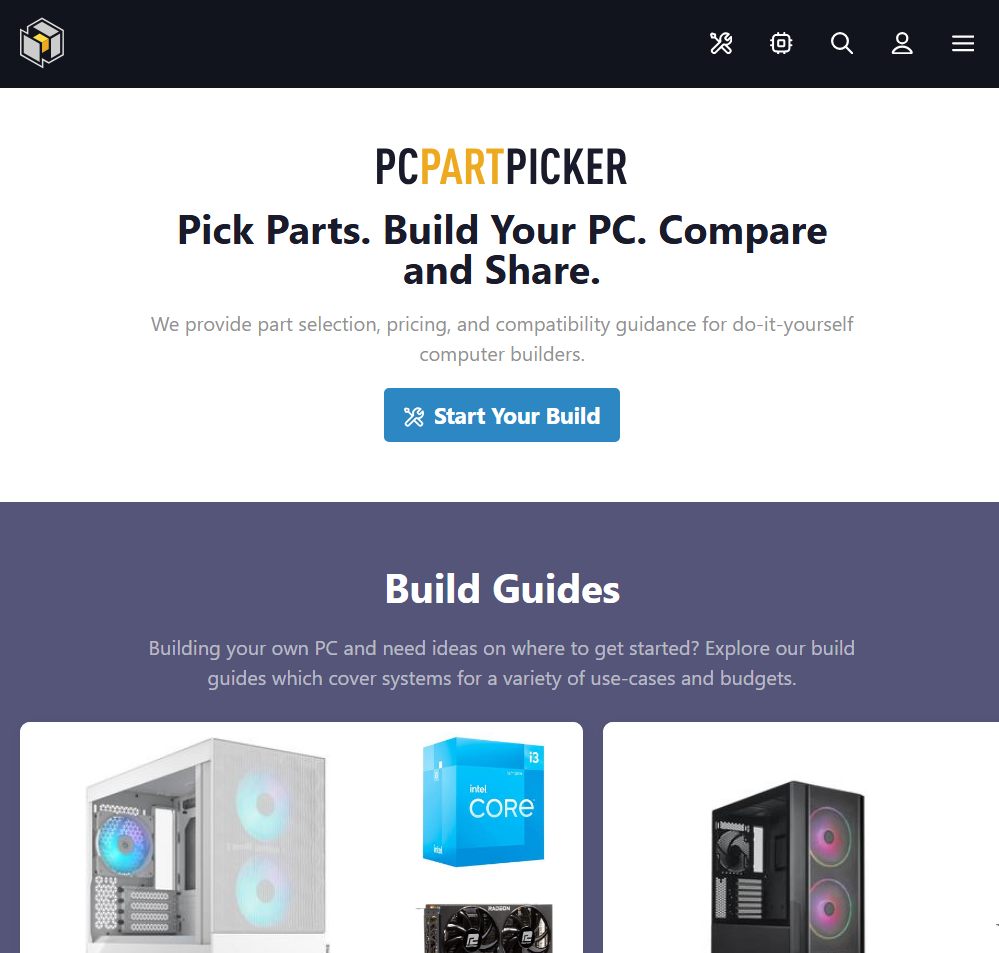 PCPARTPICKER
Pick Parts. Build Your PC. Compare
and Share.
We provide part selection, pricing, and compatibility guidance for do-it-yourself
computer builders.
Start Your Build
Build Guides
Building your own PC and need ideas on where to get started? Explore our build
guides which cover systems for a variety of use-cases and budgets.
i3
intel
CORE
intel
RADEON